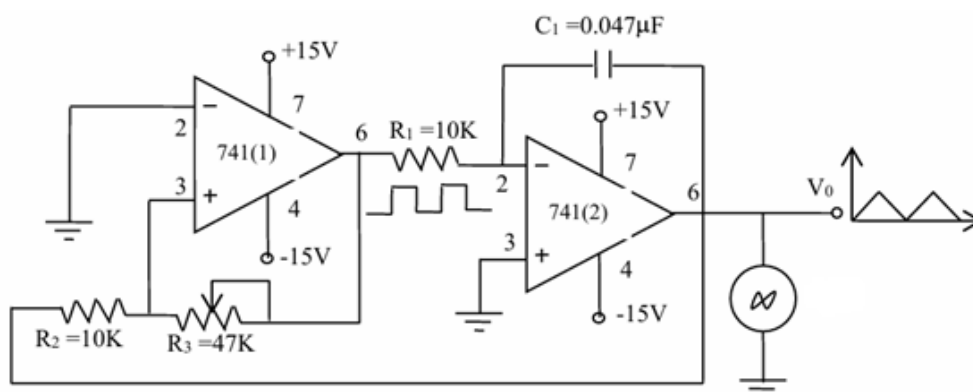 C₁ =0.047μF
+15V
7
2
−
741(1)
6
R₁ =10K
3
+
4
-15V
+15V
7
2
−
741(2)
6
V₀
3
+
4
-15V
R₂ =10K
R₃ =47K